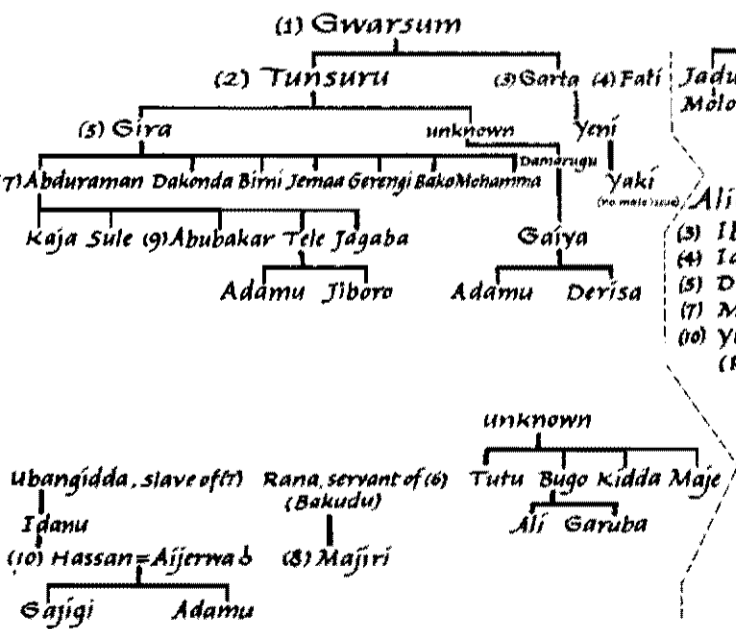 (1) Gwarsum
(2) Tunsuru (3) Garta (4) Fati
(5) Gira unknown Yeni
(7) Abduraman Dakonda Birni Jemaa Gerengi Bako Mohamma Damarugu
Yaki
(no male issue)
Kaja Sule (9) Abubakar Tele Jagaba Gaiya
Adamu Jiboro Adamu Derisa
Jadu
Molo
Ali
(3) Ib
(4)
(5) D
(7) M
(10)
unknown
Ubangidda, slave of (7) Rana, servant of (6) Tutu Bugo Kidda Maje
(Bakudu)
Idanu Ali Garuba
(10) Hassan = Aijerwa (8) Majiri
Gajigi Adamu